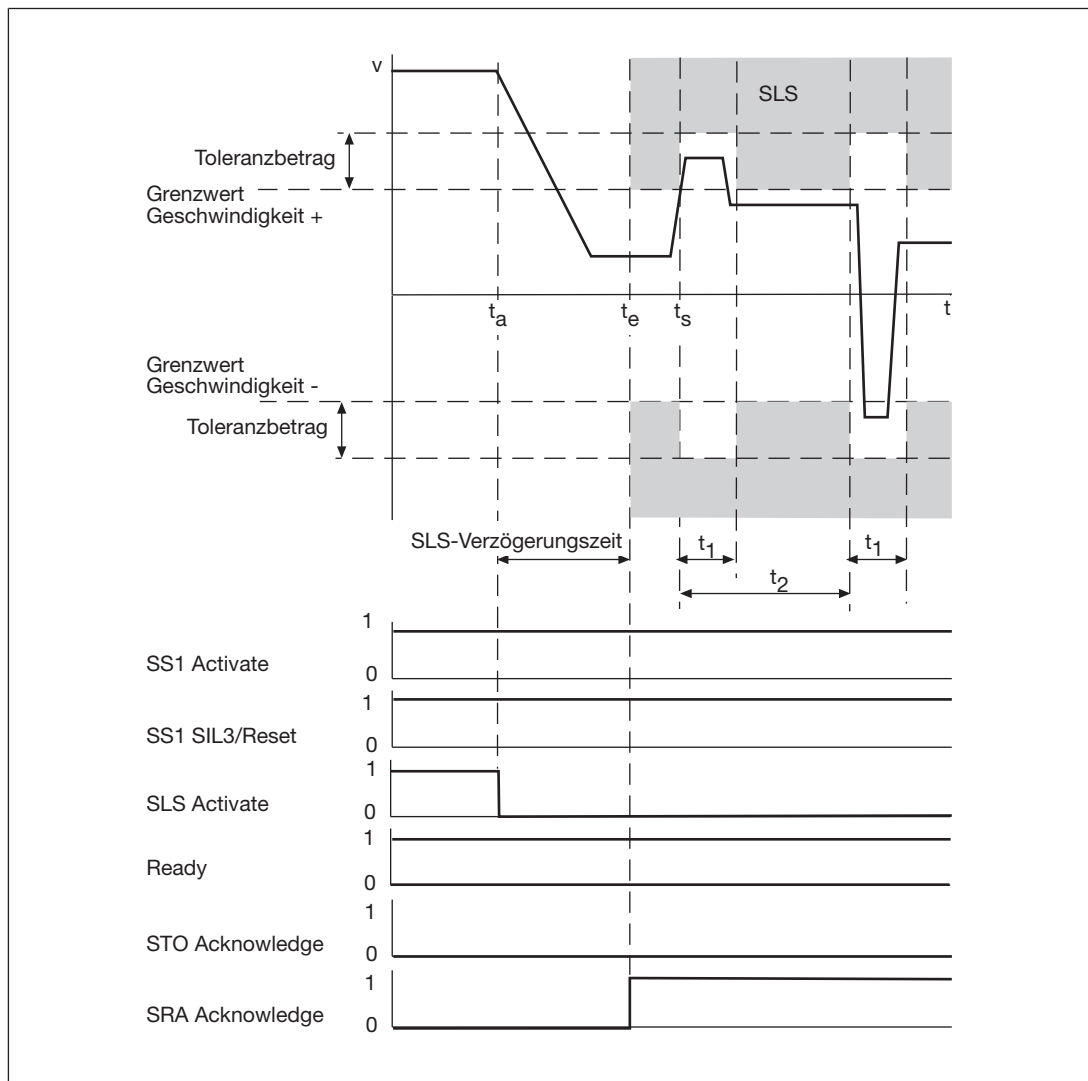 v
SLS
Toleranzbetrag
Grenzwert
Geschwindigkeit +
ta
te
ts
t
Grenzwert
Geschwindigkeit -
Toleranzbetrag
SLS-Verzögerungszeit
t1
t1
t2
1
SS1 Activate
0
1
SS1 SIL3/Reset
0
1
SLS Activate
0
1
Ready
0
1
STO Acknowledge
0
1
SRA Acknowledge
0